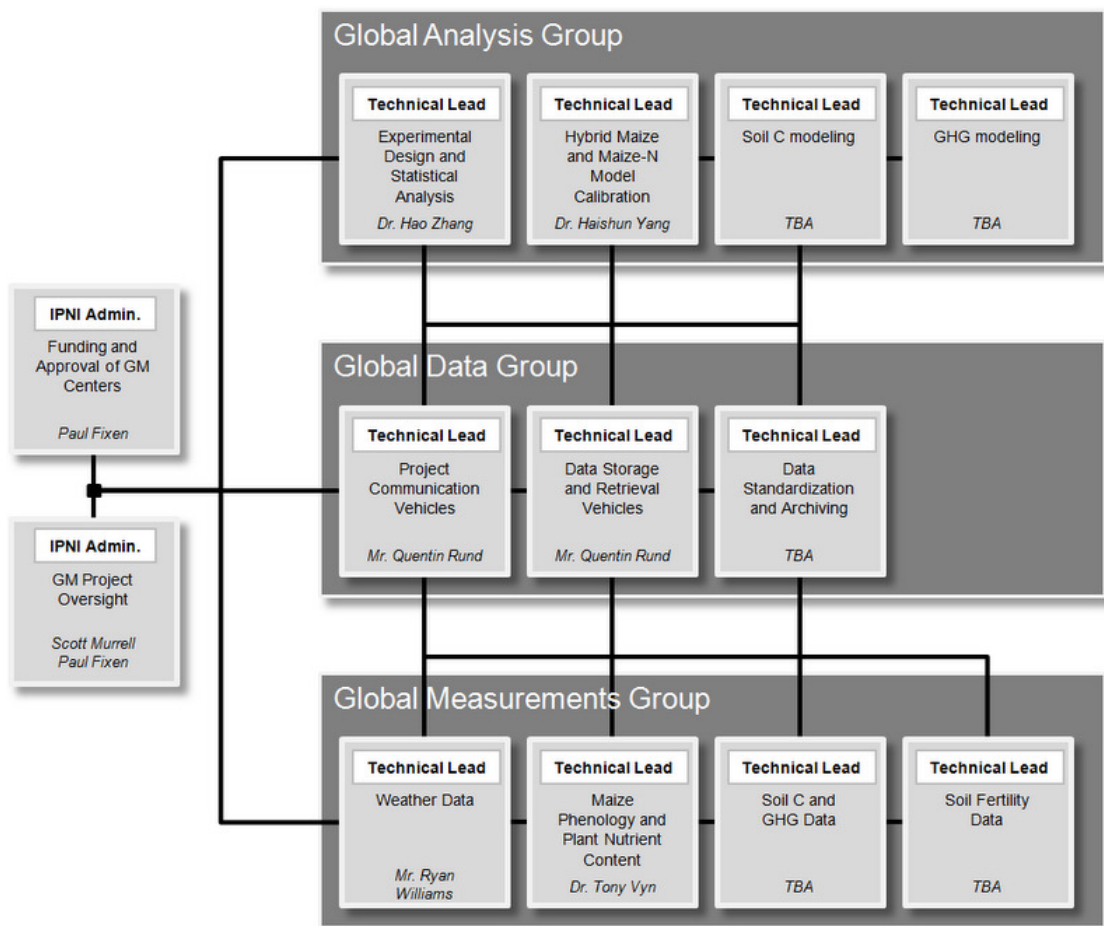 Global Analysis Group
Technical Lead
Experimental
Design and
Statistical
Analysis
Dr. Hao Zhang
Technical Lead
Hybrid Maize
and Maize-N
Model
Calibration
Dr. Haishun Yang
Technical Lead
Soil C modeling
TBA
Technical Lead
GHG modeling
TBA
IPNI Admin.
Funding and
Approval of GM
Centers
Paul Fixen
IPNI Admin.
GM Project
Oversight
Scott Murrell
Paul Fixen
Global Data Group
Technical Lead
Project
Communication
Vehicles
Mr. Quentin Rund
Technical Lead
Data Storage
and Retrieval
Vehicles
Mr. Quentin Rund
Technical Lead
Data
Standardization
and Archiving
TBA
Global Measurements Group
Technical Lead
Weather Data
Mr. Ryan
Williams
Technical Lead
Maize
Phenology and
Plant Nutrient
Content
Dr. Tony Vyn
Technical Lead
Soil C and
GHG Data
TBA
Technical Lead
Soil Fertility
Data
TBA